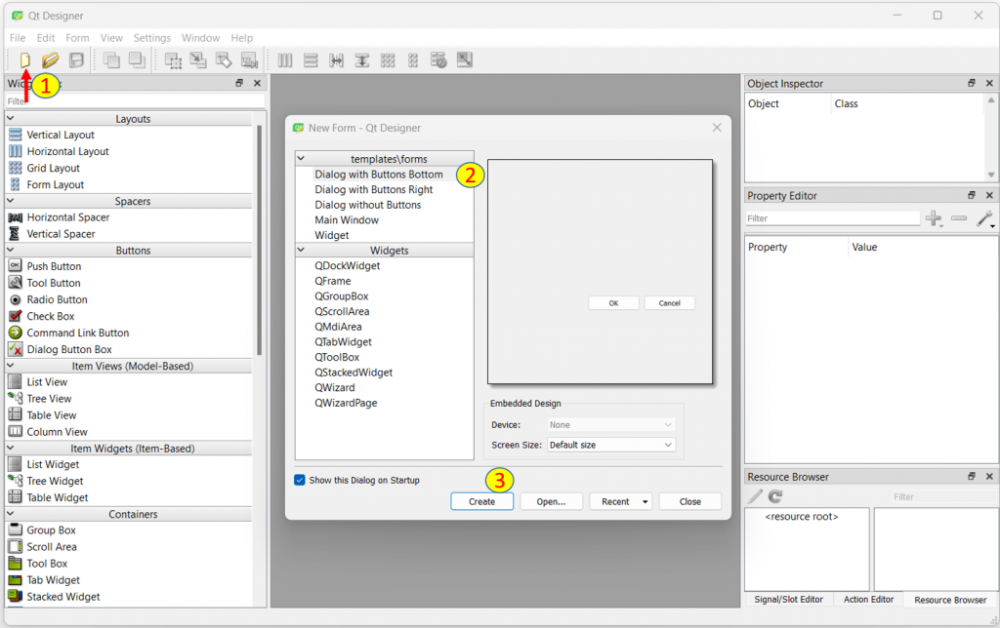 Qt Designer
File Edit Form View Settings Window Help
1
Widg
Filter
Layouts
Vertical Layout
Horizontal Layout
Grid Layout
Form Layout
Spacers
Horizontal Spacer
Vertical Spacer
Buttons
Push Button
Tool Button
Radio Button
Check Box
Command Link Button
Dialog Button Box
Item Views (Model-Based)
List View
Tree View
Table View
Column View
Item Widgets (Item-Based)
List Widget
Tree Widget
Table Widget
Containers
Group Box
Scroll Area
Tool Box
Tab Widget
Stacked Widget
New Form - Qt Designer
templates\forms
Dialog with Buttons Bottom
2
Dialog with Buttons Right
Dialog without Buttons
Main Window
Widget
Widgets
QDockWidget
QFrame
QGroupBox
QScrollArea
QMdiArea
QTabWidget
QToolBox
QStackedWidget
QWizard
QWizardPage
OK Cancel
Embedded Design
Device: None
Screen Size: Default size
Show this Dialog on Startup
3
Create Open... Recent Close
Object Inspector
Object Class
Property Editor
Filter
Property Value
Resource Browser
Filter
<resource root>
Signal/Slot Editor Action Editor Resource Browser